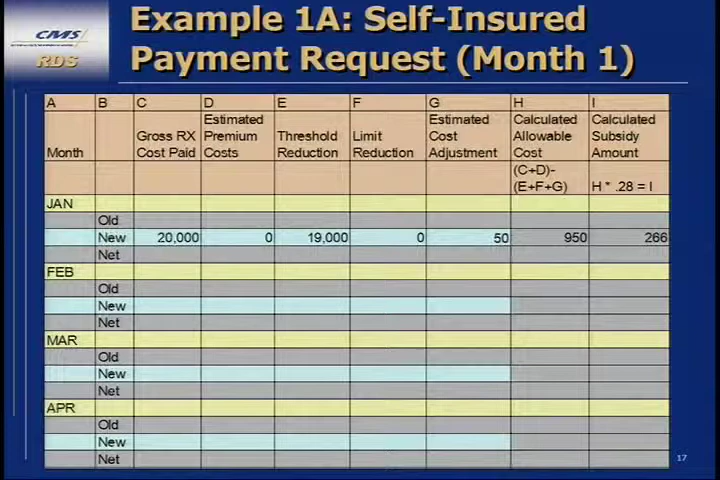 Example 1A: Self-Insured
Payment Request (Month 1)
CMS
RDS
A B C D E F G H I
Month Gross RX Cost Paid Estimated Premium Costs Threshold Reduction Limit Reduction Estimated Cost Adjustment Calculated Allowable Cost Calculated Subsidy Amount
(C+D)-(E+F+G) H * .28 = I
JAN
Old
New 20,000 0 19,000 0 50 950 266
Net
FEB
Old
New
Net
MAR
Old
New
Net
APR
Old
New
Net
17